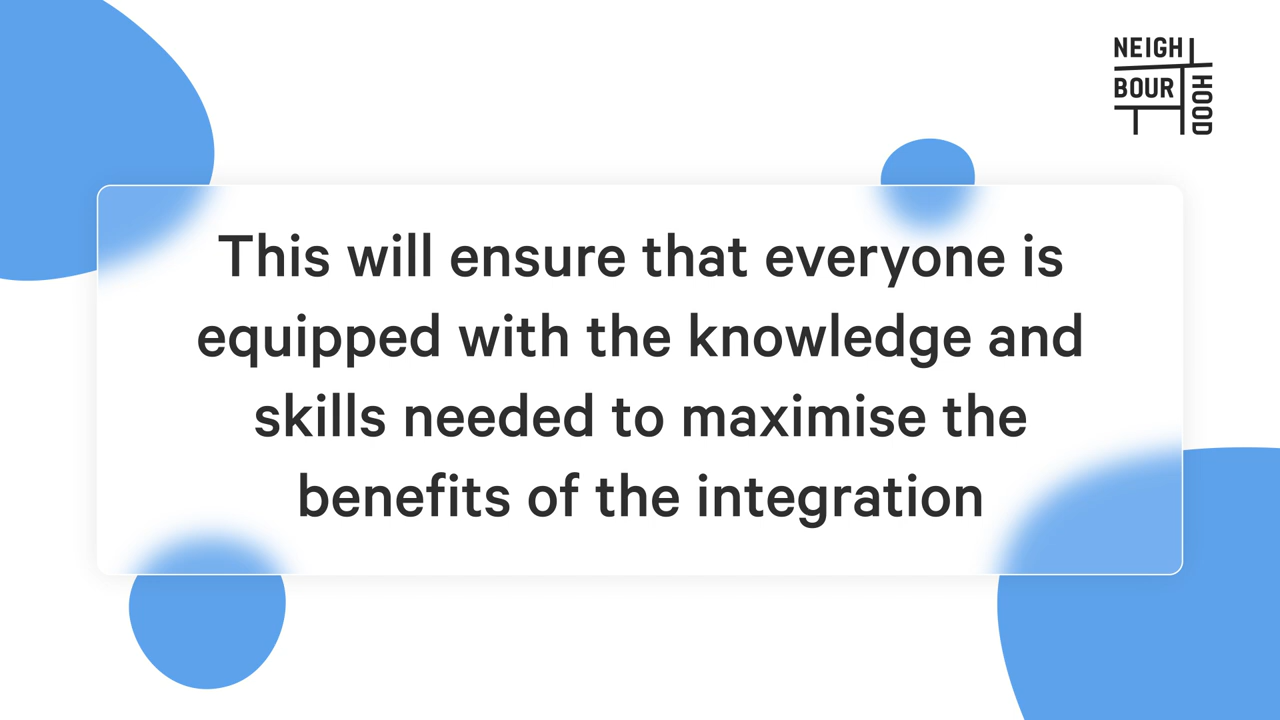 NEIGH
BOUR
HOOD
This will ensure that everyone is
equipped with the knowledge and
skills needed to maximise the
benefits of the integration